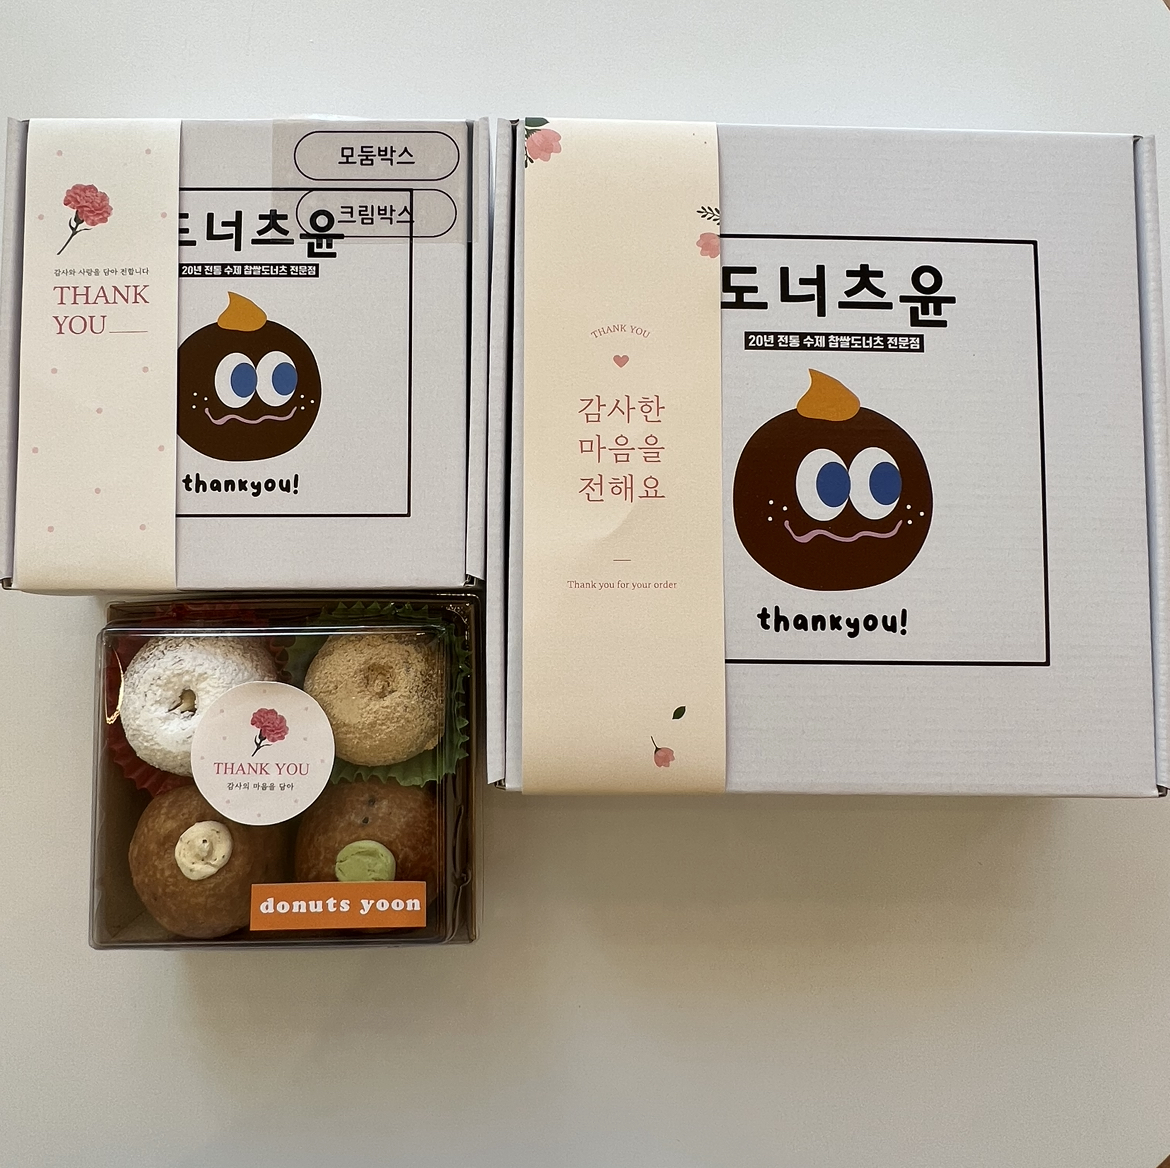 모둠박스
크림박스
도너츠윤
20년 전통 수제 찹쌀도너츠 전문점
thankyou!
감사와 사랑을 담아 전합니다
THANK
YOU
도너츠윤
20년 전통 수제 찹쌀도너츠 전문점
thankyou!
THANK YOU
감사한
마음을
전해요
Thank you for your order
THANK YOU
감사의 마음을 담아
donuts yoon